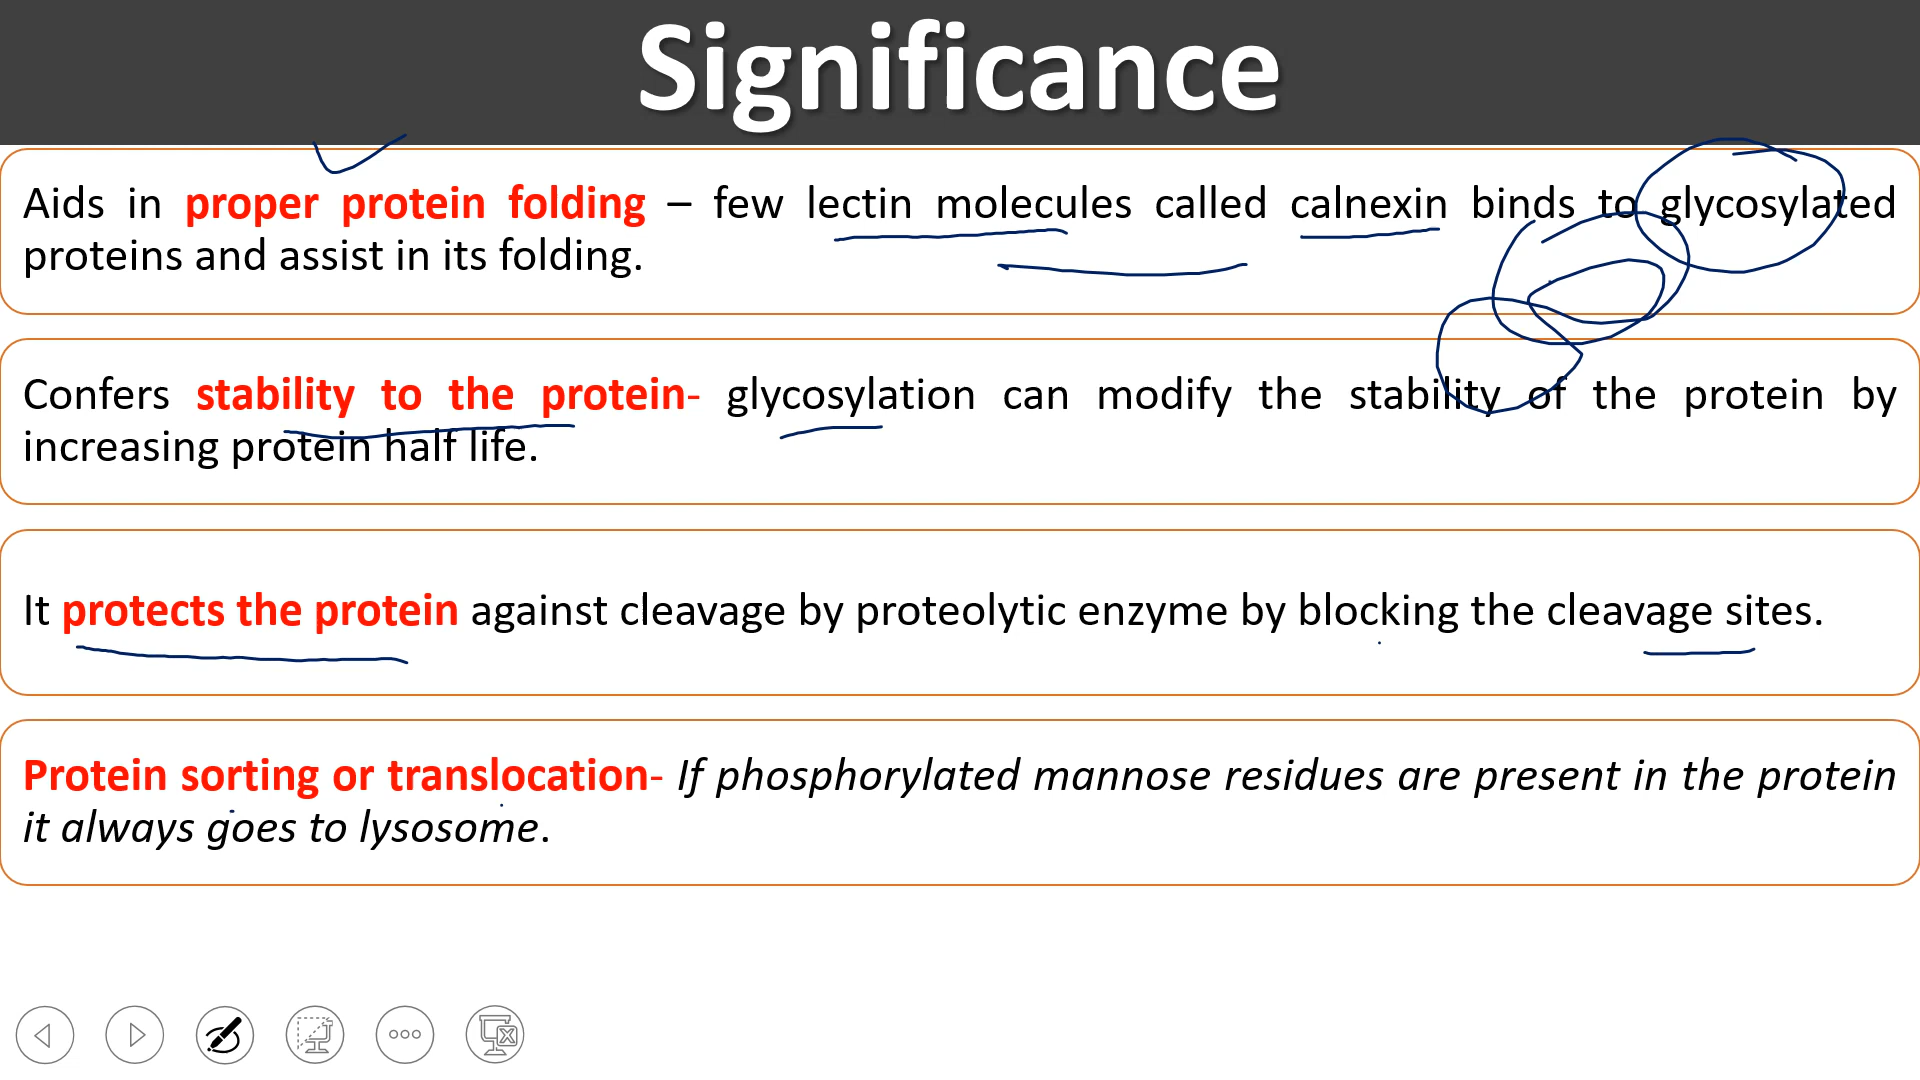 Significance
Aids in proper protein folding – few lectin molecules called calnexin binds to glycosylated
proteins and assist in its folding.
Confers stability to the protein- glycosylation can modify the stability of the protein by
increasing protein half life.
It protects the protein against cleavage by proteolytic enzyme by blocking the cleavage sites.
Protein sorting or translocation- If phosphorylated mannose residues are present in the protein
it always goes to lysosome.